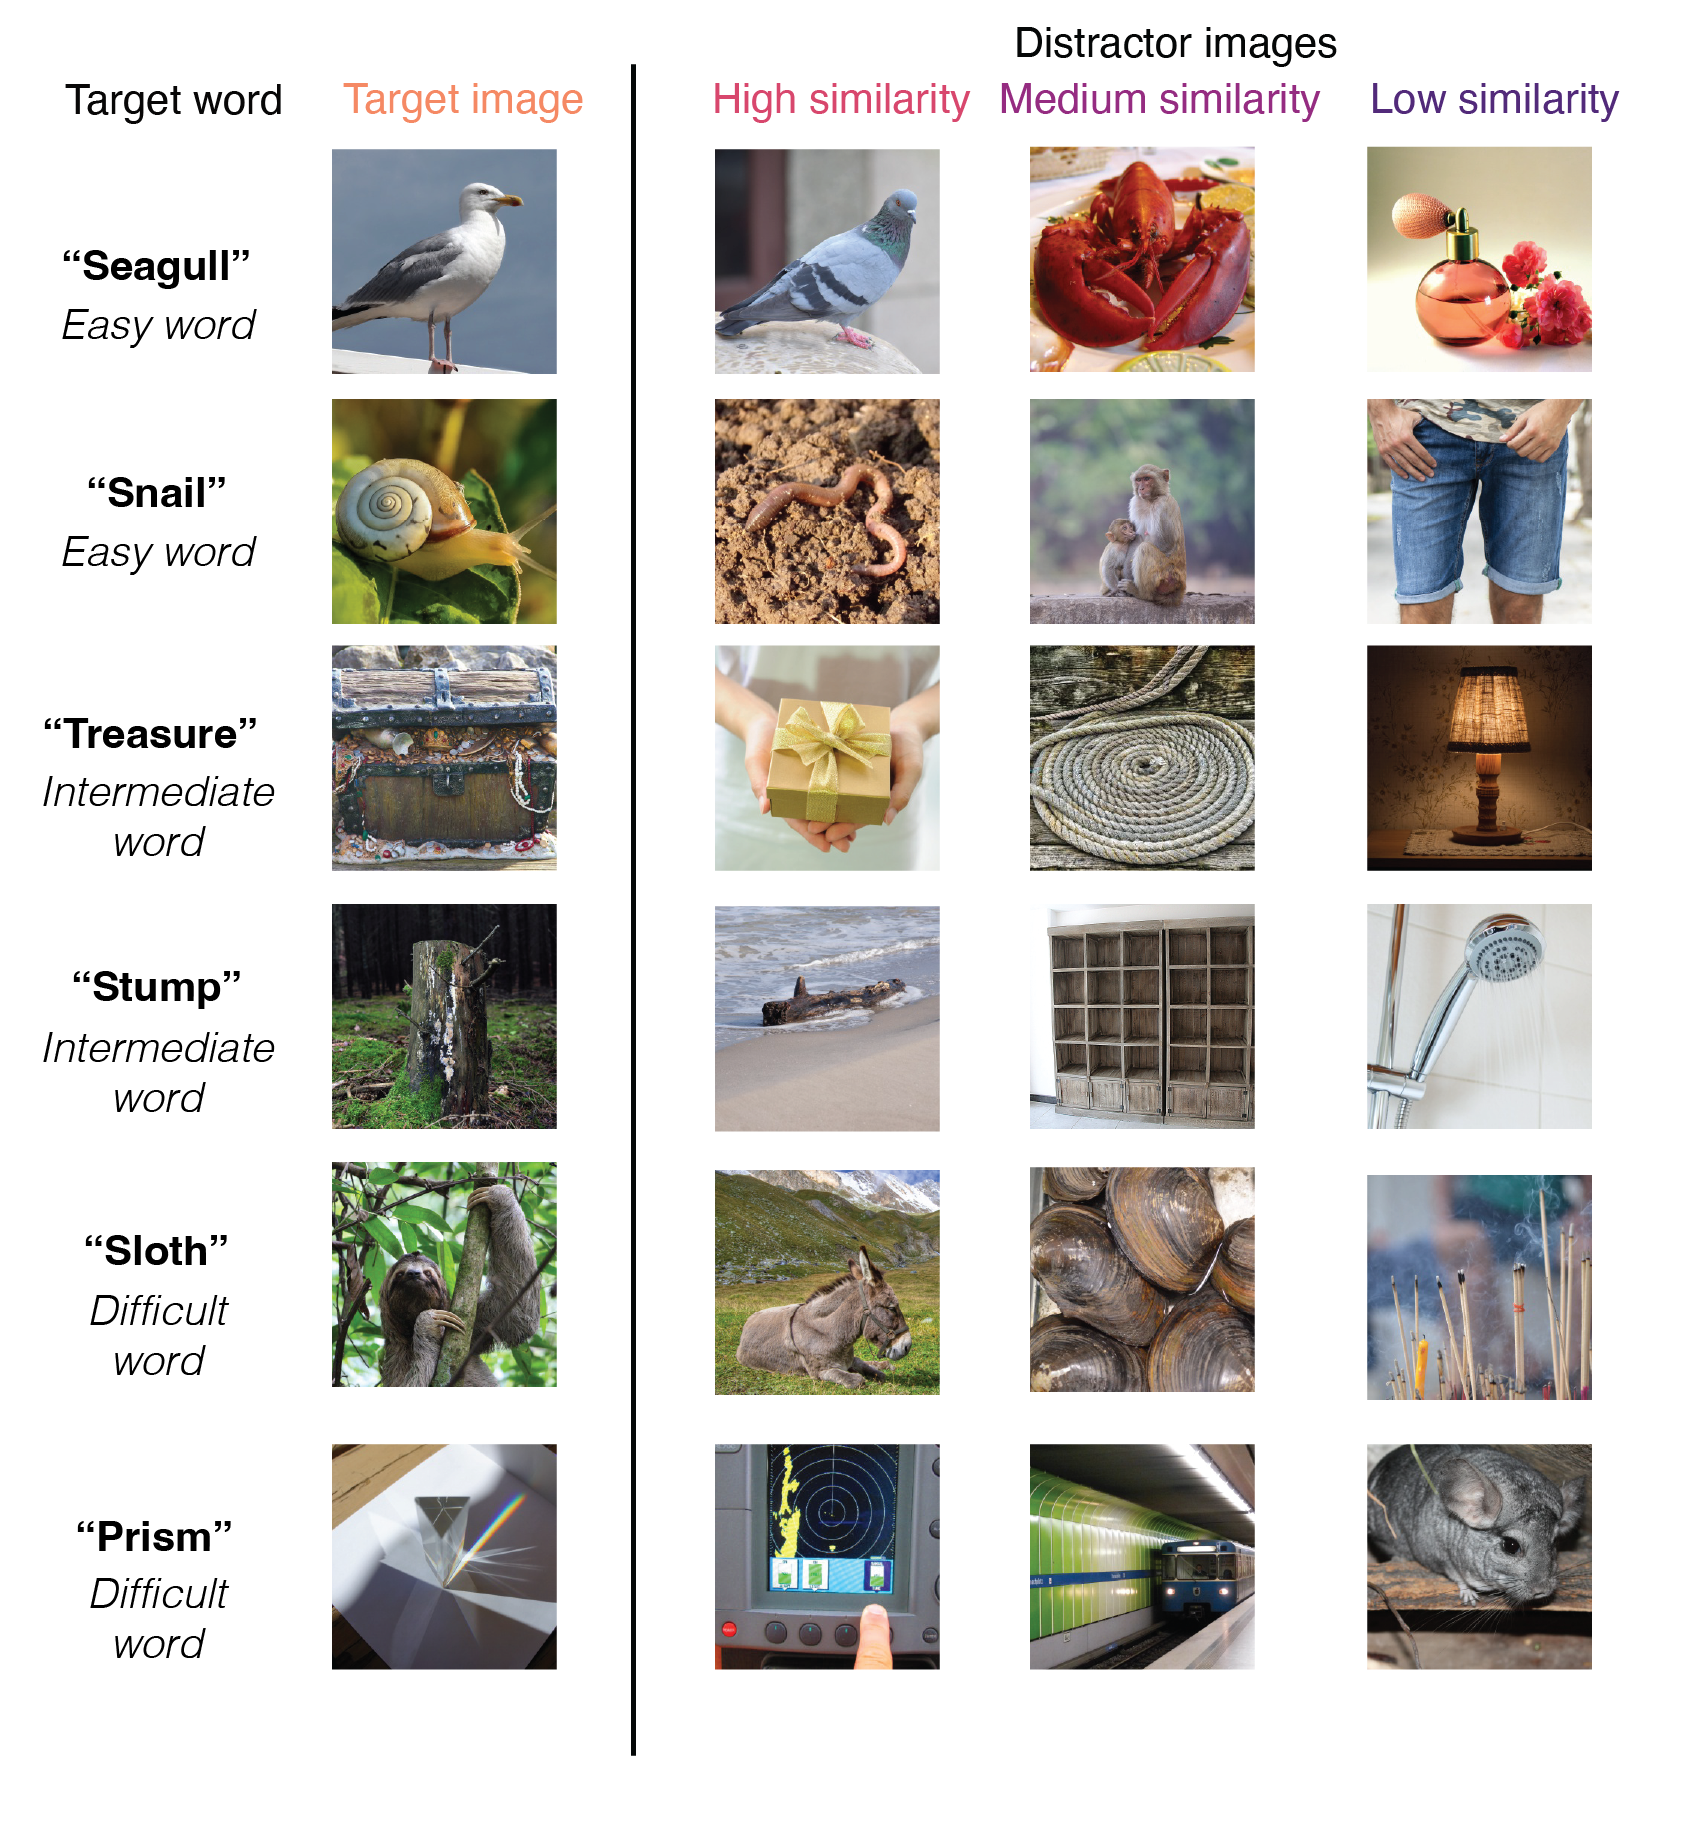 Distractor images
Target word
Target image
High similarity
Medium similarity
Low similarity
“Seagull”
Easy word
“Snail”
Easy word
“Treasure”
Intermediate
word
“Stump”
Intermediate
word
“Sloth”
Difficult
word
“Prism”
Difficult
word